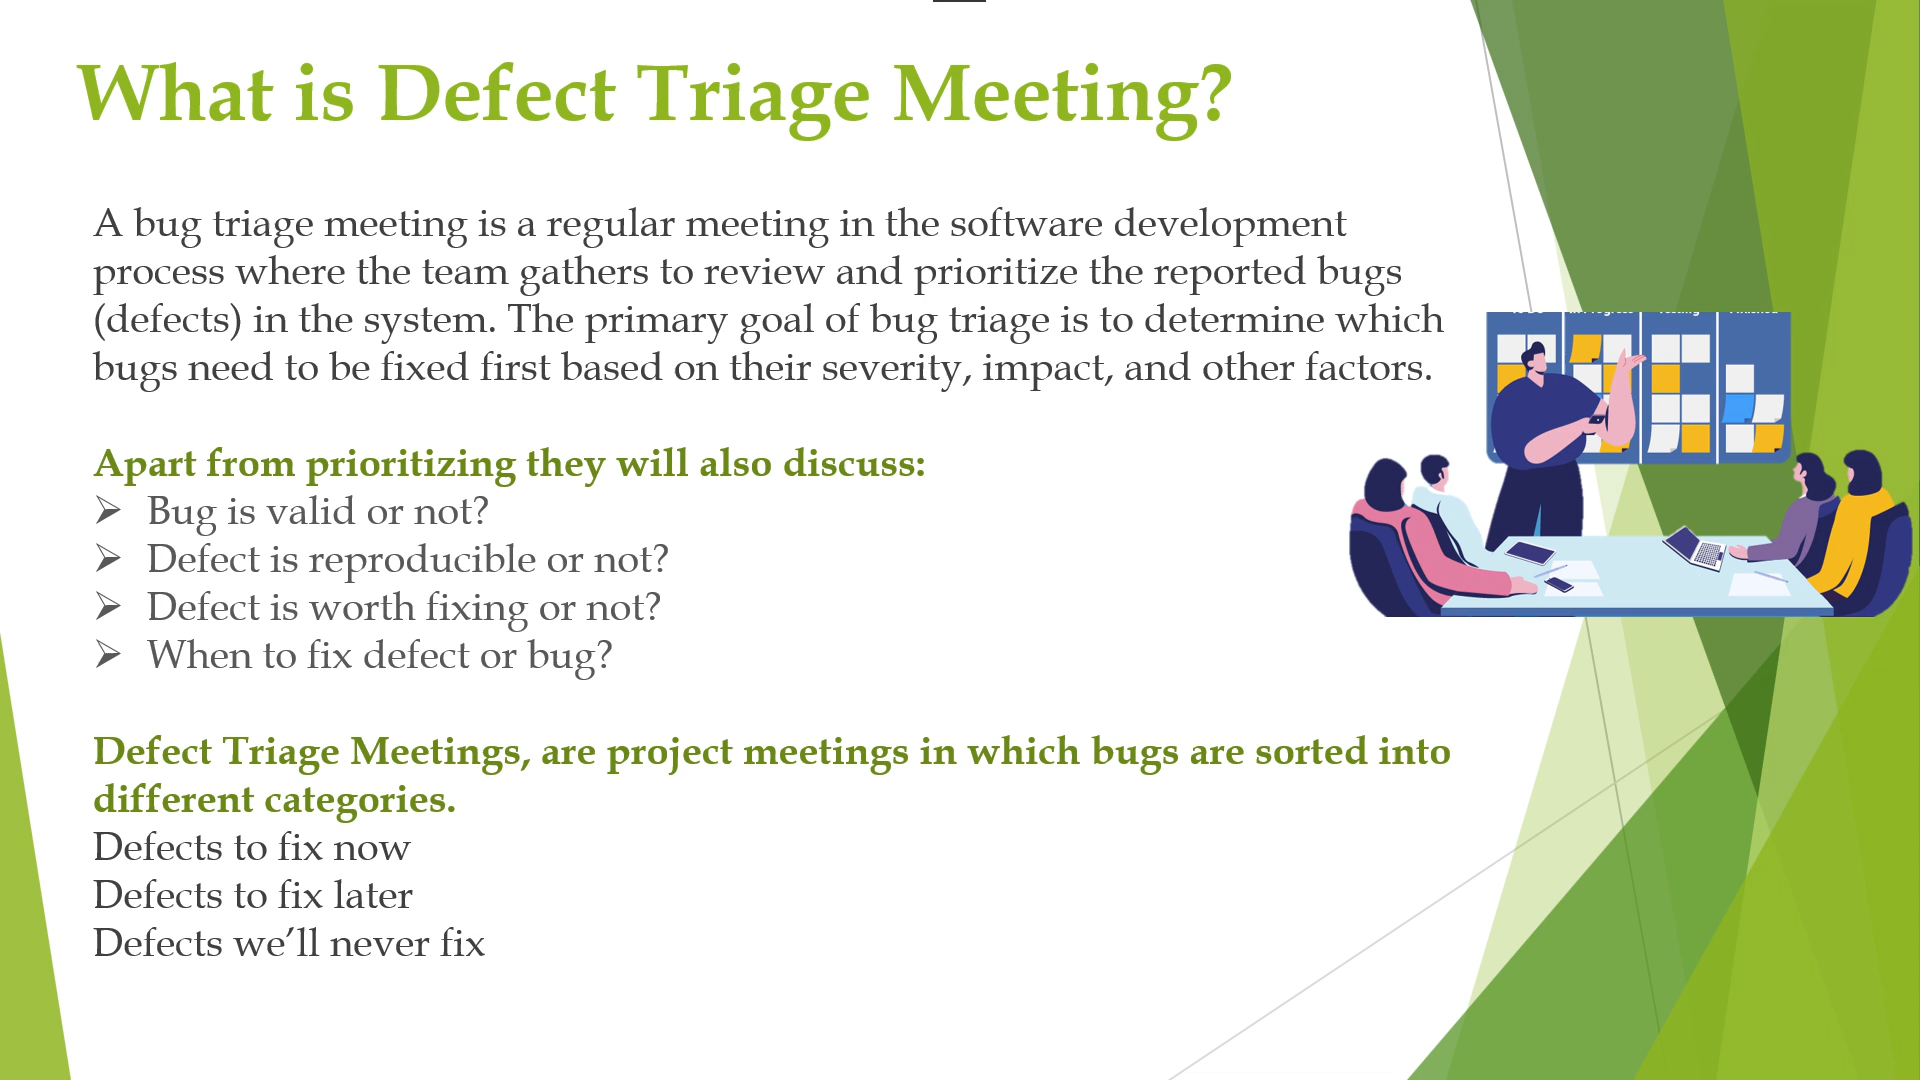 What is Defect Triage Meeting?
A bug triage meeting is a regular meeting in the software development
process where the team gathers to review and prioritize the reported bugs
(defects) in the system. The primary goal of bug triage is to determine which
bugs need to be fixed first based on their severity, impact, and other factors.
Apart from prioritizing they will also discuss:
➢ Bug is valid or not?
➢ Defect is reproducible or not?
➢ Defect is worth fixing or not?
➢ When to fix defect or bug?
Defect Triage Meetings, are project meetings in which bugs are sorted into
different categories.
Defects to fix now
Defects to fix later
Defects we’ll never fix